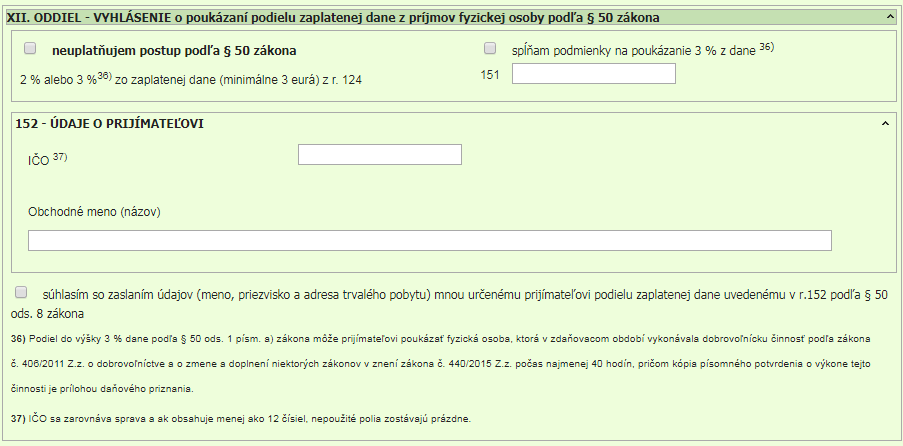 XII. ODDIEL - VYHLÁSENIE o poukázaní podielu zaplatenej dane z príjmov fyzickej osoby podľa § 50 zákona
neuplatňujem postup podľa § 50 zákona
spĺňam podmienky na poukázanie 3 % z dane 36)
2 % alebo 3 %36) zo zaplatenej dane (minimálne 3 eurá) z r. 124
151
152 - ÚDAJE O PRIJÍMATEĽOVI
IČO 37)
Obchodné meno (názov)
súhlasím so zaslaním údajov (meno, priezvisko a adresa trvalého pobytu) mnou určenému prijímateľovi podielu zaplatenej dane uvedenému v r.152 podľa § 50
ods. 8 zákona
36) Podiel do výšky 3 % dane podľa § 50 ods. 1 písm. a) zákona môže prijímateľovi poukázať fyzická osoba, ktorá v zdaňovacom období vykonávala dobrovoľnícku činnosť podľa zákona
č. 406/2011 Z.z. o dobrovoľníctve a o zmene a doplnení niektorých zákonov v znení zákona č. 440/2015 Z.z. počas najmenej 40 hodín, pričom kópia písomného potvrdenia o výkone tejto
činnosti je prílohou daňového priznania.
37) IČO sa zarovnáva sprava a ak obsahuje menej ako 12 čísiel, nepoužité polia zostávajú prázdne.